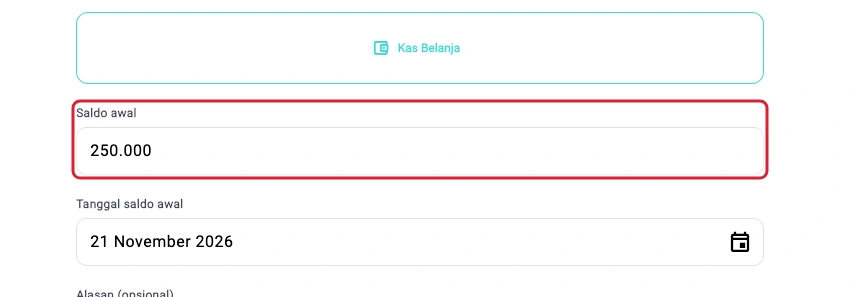 Kas Belanja
Saldo awal
250.000
Tanggal saldo awal
21 November 2026
Alasan (opsional)